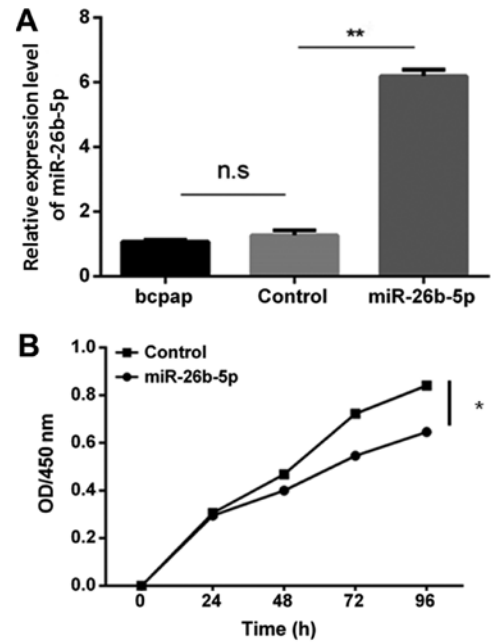 A
Relative expression level
of miR-26b-5p
8
6
4
2
0
**
n.s
bcpap
Control
miR-26b-5p
B
Control
miR-26b-5p
OD/450 nm
1.0
0.8
0.6
0.4
0.2
0.0
*
0
24
48
72
96
Time (h)